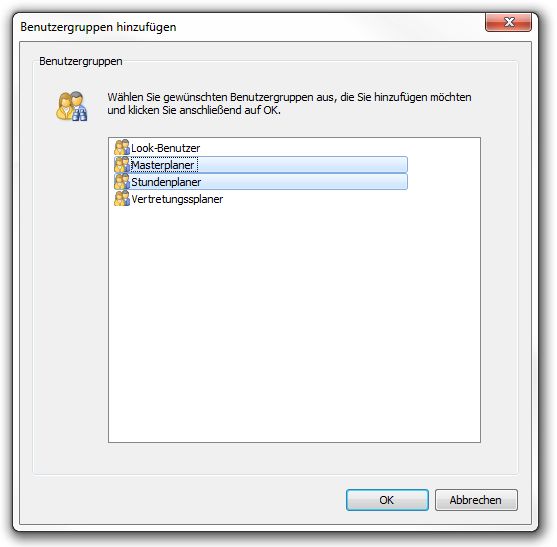 Benutzergruppen hinzufügen
Benutzergruppen
Wählen Sie gewünschten Benutzergruppen aus, die Sie hinzufügen möchten
und klicken Sie anschließend auf OK.
Look-Benutzer
Masterplaner
Stundenplaner
Vertretungssplaner
OK
Abbrechen